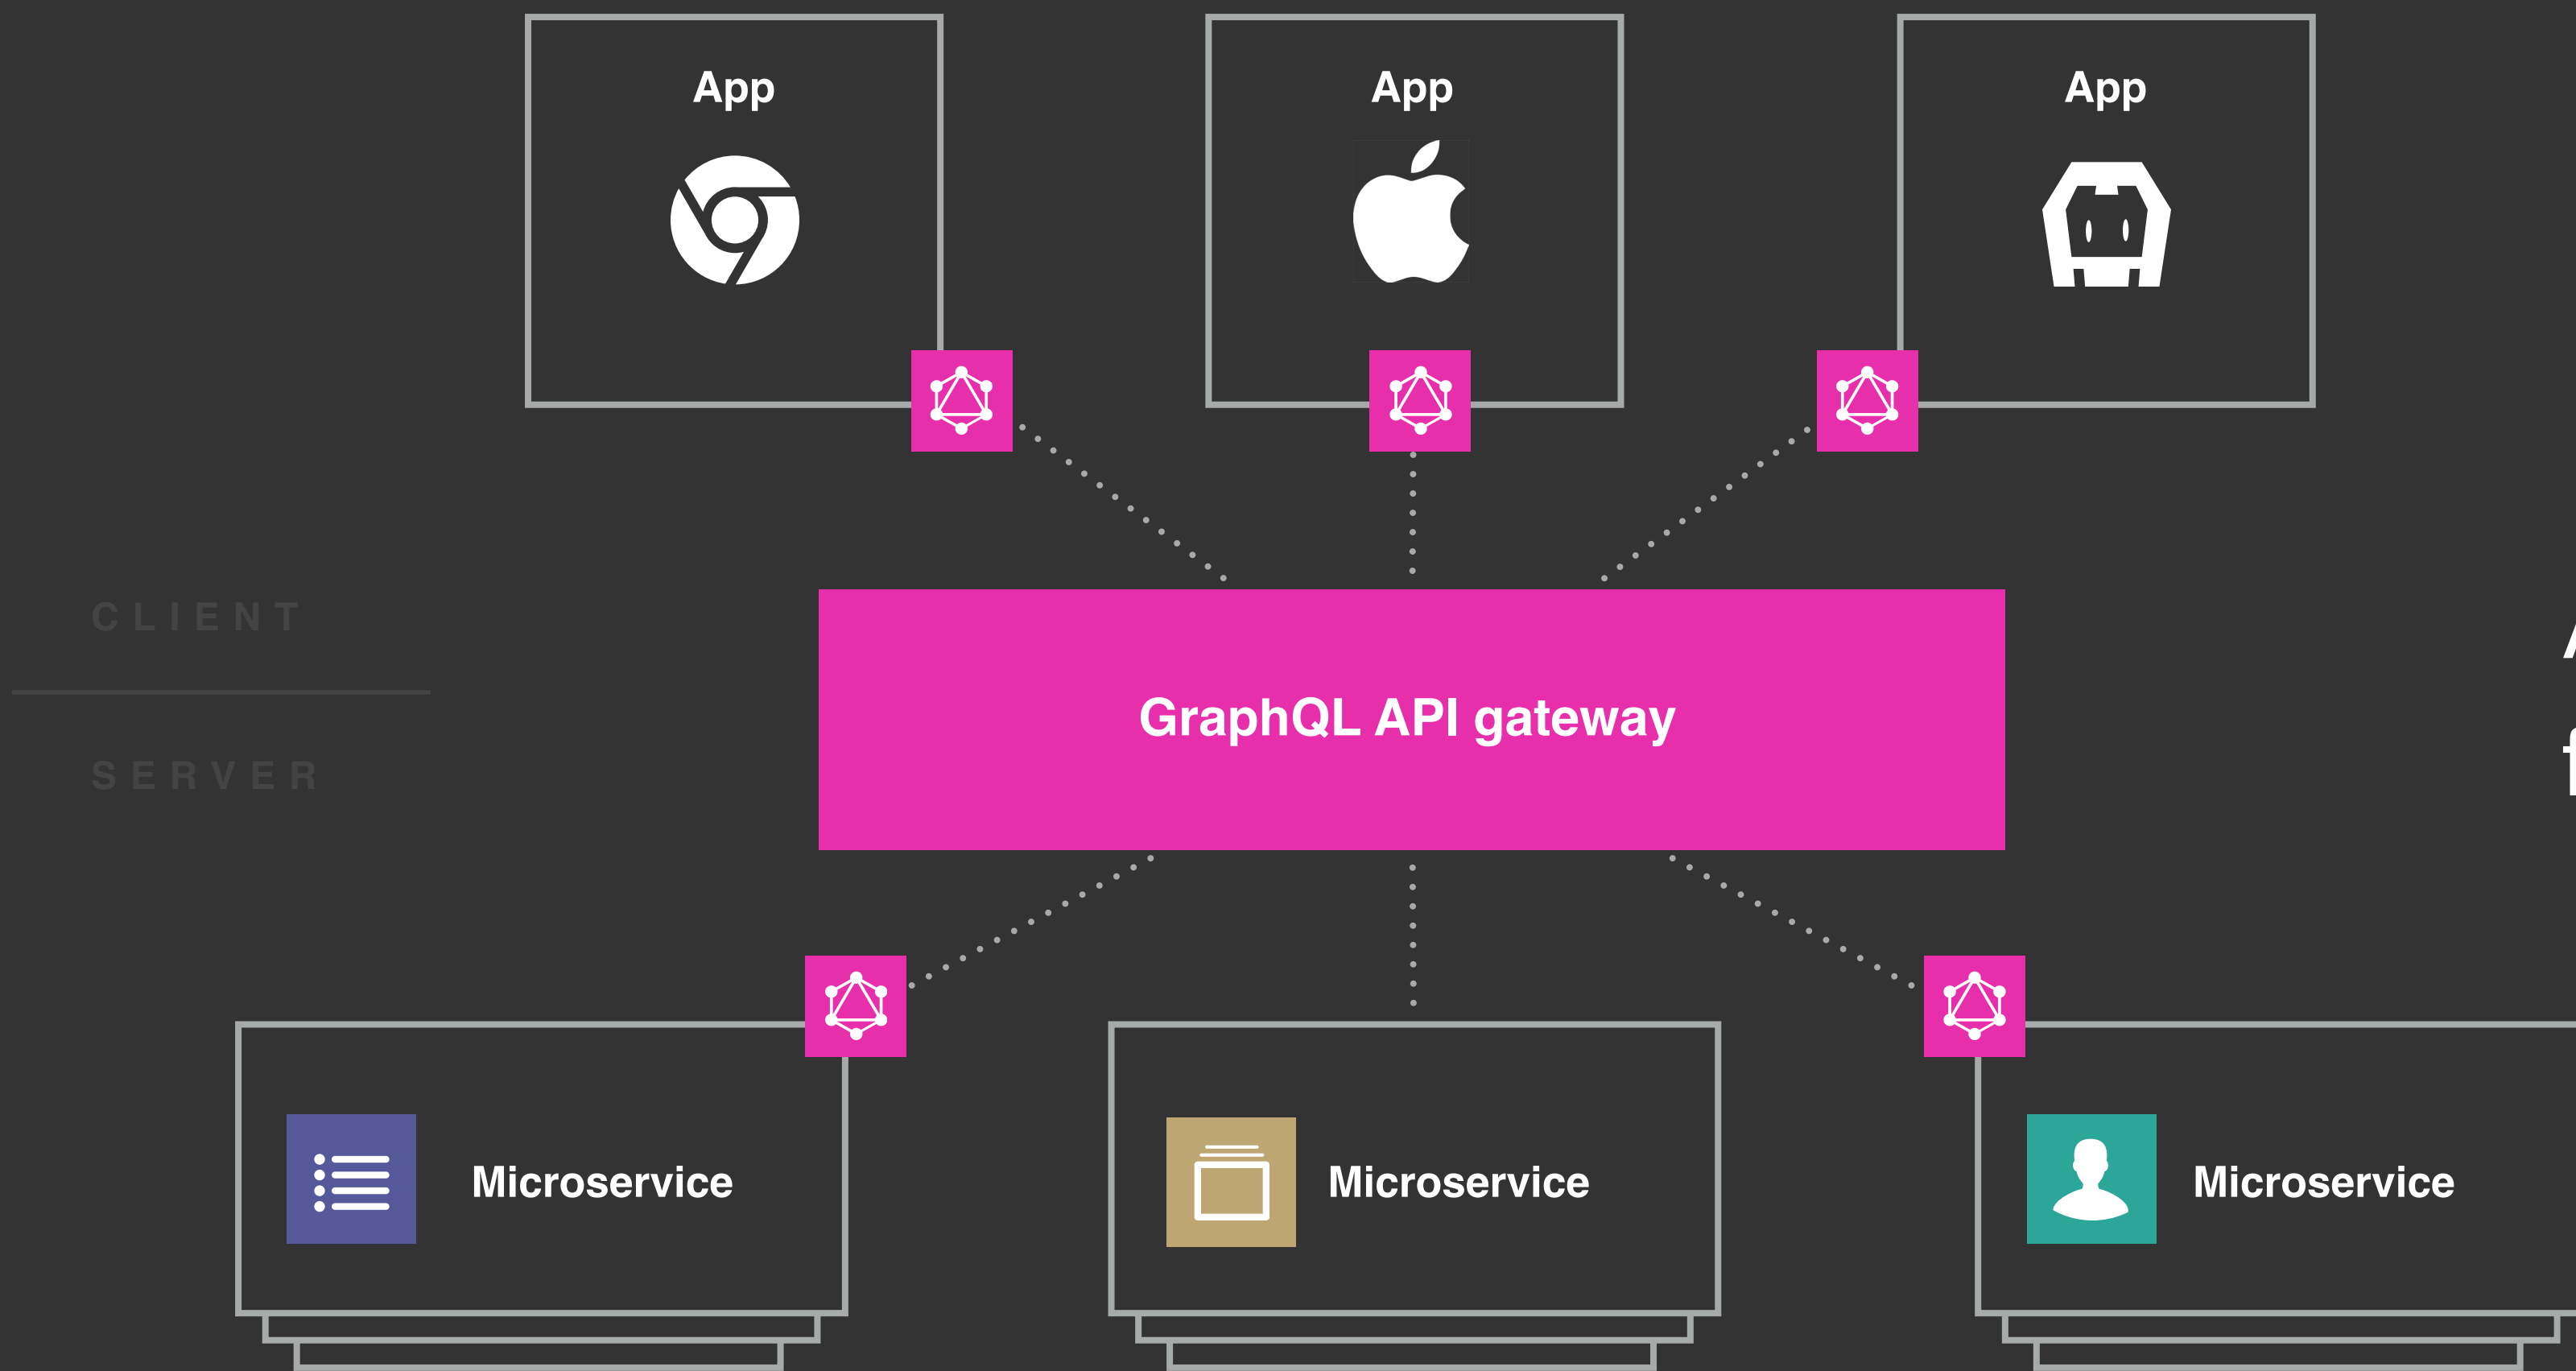 App
App
App
CLIENT
GraphQL API gateway
SERVER
Microservice
Microservice
Microservice